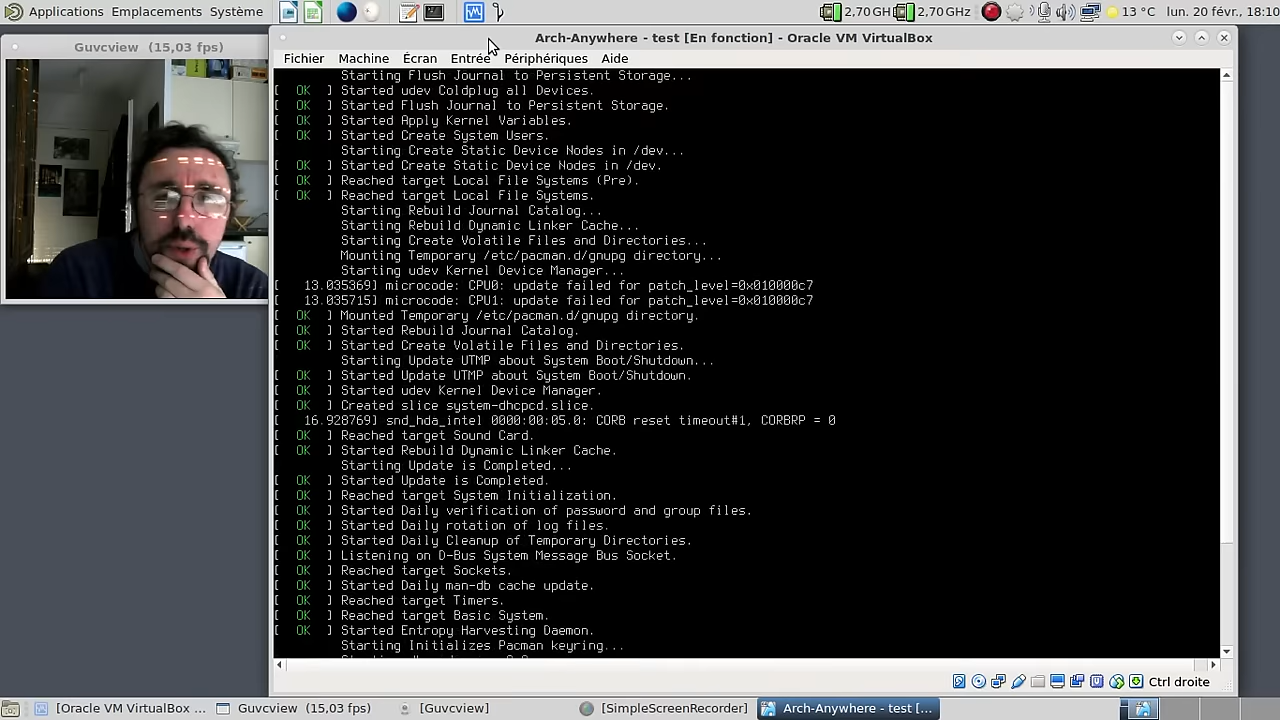 Applications Emplacements Système
2,70 GH 2,70 GHz 13 °C lun. 20 févr., 18:10
Guvcview (15,03 fps)
Arch-Anywhere - test [En fonction] - Oracle VM VirtualBox
Fichier Machine Écran Entrée Périphériques Aide
Starting Flush Journal to Persistent Storage...
[ OK ] Started udev Coldplug all Devices.
[ OK ] Started Flush Journal to Persistent Storage.
[ OK ] Started Apply Kernel Variables.
[ OK ] Started Create System Users.
Starting Create Static Device Nodes in /dev...
[ OK ] Started Create Static Device Nodes in /dev.
[ OK ] Reached target Local File Systems (Pre).
[ OK ] Reached target Local File Systems.
Starting Rebuild Journal Catalog...
Starting Rebuild Dynamic Linker Cache...
Starting Create Volatile Files and Directories...
Mounting Temporary /etc/pacman.d/gnupg directory...
Starting udev Kernel Device Manager...
[ 13.035369] microcode: CPU0: update failed for patch_level=0x010000c7
[ 13.035715] microcode: CPU1: update failed for patch_level=0x010000c7
[ OK ] Mounted Temporary /etc/pacman.d/gnupg directory.
[ OK ] Started Rebuild Journal Catalog.
[ OK ] Started Create Volatile Files and Directories.
Starting Update UTMP about System Boot/Shutdown...
[ OK ] Started Update UTMP about System Boot/Shutdown.
[ OK ] Started udev Kernel Device Manager.
[ OK ] Created slice system-dhcpcd.slice.
[ 16.928769] snd_hda_intel 0000:00:05.0: CORB reset timeout#1, CORBRP = 0
[ OK ] Reached target Sound Card.
[ OK ] Started Rebuild Dynamic Linker Cache.
Starting Update is Completed...
[ OK ] Started Update is Completed.
[ OK ] Reached target System Initialization.
[ OK ] Started Daily verification of password and group files.
[ OK ] Started Daily rotation of log files.
[ OK ] Started Daily Cleanup of Temporary Directories.
[ OK ] Listening on D-Bus System Message Bus Socket.
[ OK ] Reached target Sockets.
[ OK ] Started Daily man-db cache update.
[ OK ] Reached target Timers.
[ OK ] Reached target Basic System.
[ OK ] Started Entropy Harvesting Daemon.
Starting Initializes Pacman keyring...
Ctrl droite
[Oracle VM VirtualBox ... Guvcview (15,03 fps) [Guvcview] [SimpleScreenRecorder] Arch-Anywhere - test [...